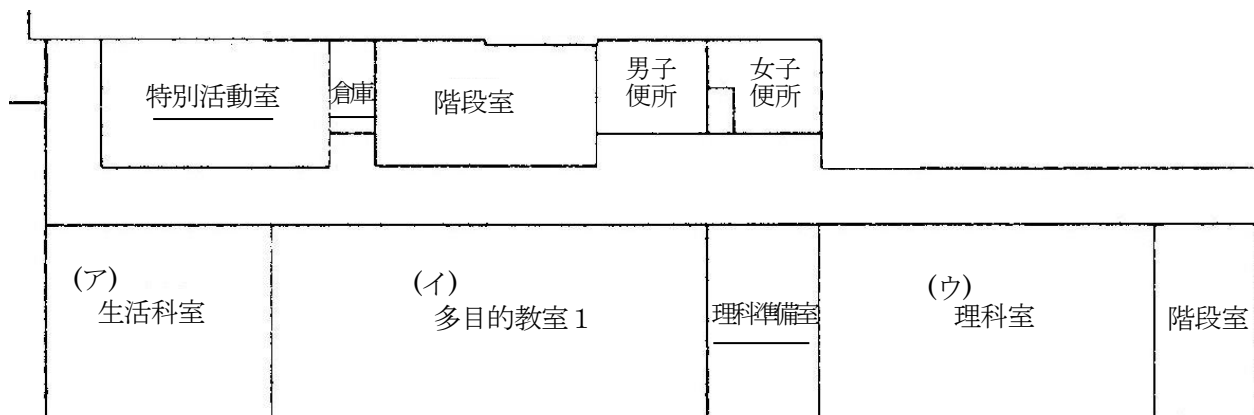 特別活動室
倉庫
階段室
男子
便所
女子
便所
(ア)
生活科室
(イ)
多目的教室１
理科準備室
(ウ)
理科室
階段室